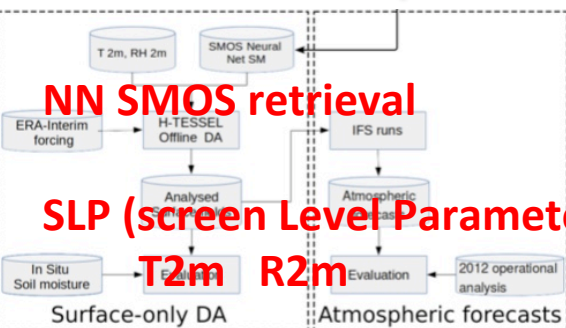 T 2m, RH 2m
SMOS Neural
Net SM
NN SMOS retrieval
ERA-Interim
forcing
H-TESSEL
Offline DA
IFS runs
Analysed
Atmospheric
forecasts
SLP (screen Level Paramete
T2m R2m
In Situ
Soil moisture
Evaluation
Evaluation
2012 operational
analysis
Surface-only DA
Atmospheric forecasts